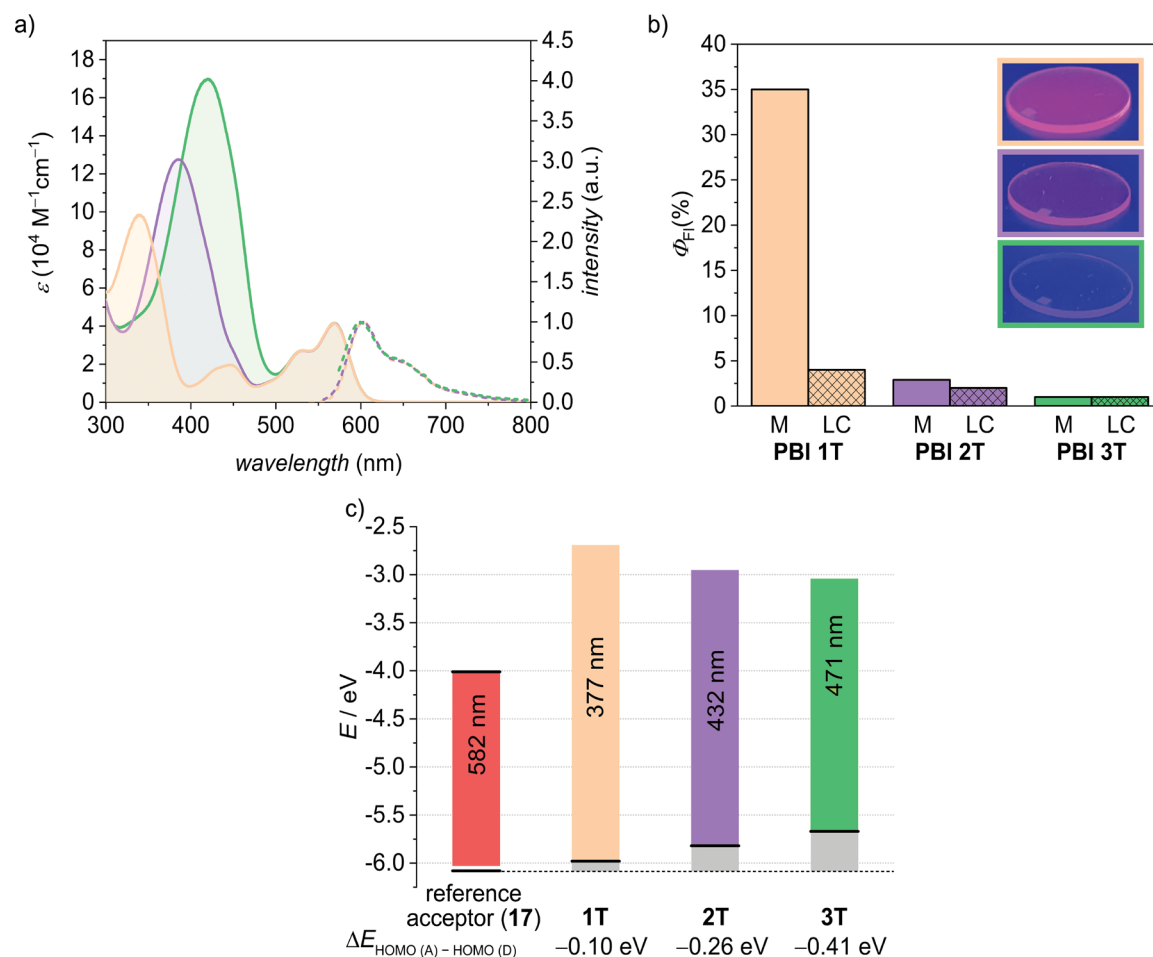 a)
18
16
14
12
10
8
6
4
2
0
ε (10⁴ M⁻¹cm⁻¹)
4.5
4.0
3.5
3.0
2.5
2.0
1.5
1.0
0.5
0.0
intensity (a.u.)
300 400 500 600 700 800
wavelength (nm)
b)
40
35
30
25
20
15
10
5
0
Φ_Fl(%)
M LC M LC M LC
PBI 1T PBI 2T PBI 3T
c)
-2.5
-3.0
-3.5
-4.0
-4.5
-5.0
-5.5
-6.0
E / eV
582 nm
377 nm
432 nm
471 nm
reference
acceptor (17) 1T 2T 3T
ΔE_HOMO (A) – HOMO (D) −0.10 eV −0.26 eV −0.41 eV